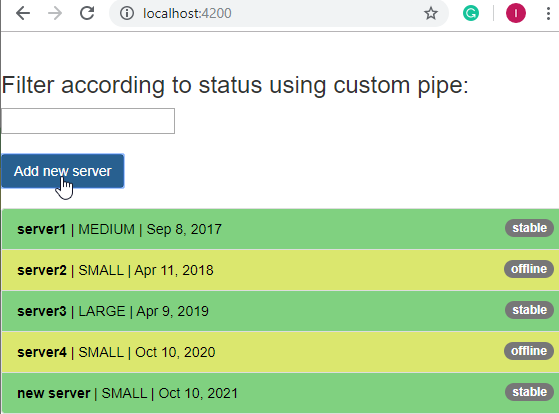 localhost:4200
Filter according to status using custom pipe:
Add new server
server1 | MEDIUM | Sep 8, 2017 stable
server2 | SMALL | Apr 11, 2018 offline
server3 | LARGE | Apr 9, 2019 stable
server4 | SMALL | Oct 10, 2020 offline
new server | SMALL | Oct 10, 2021 stable